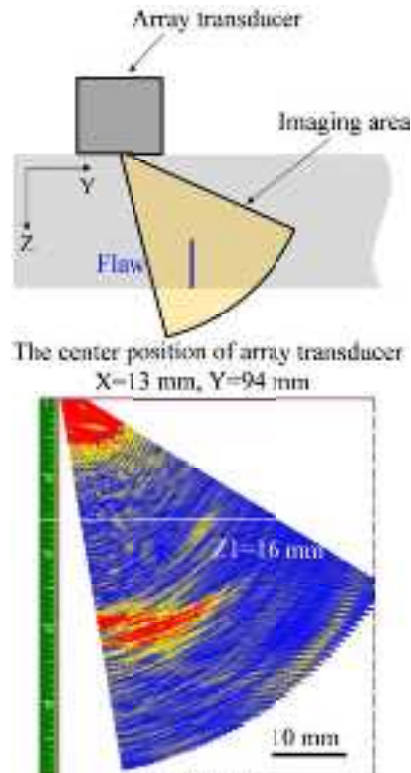 Array transducer
Imaging area
Y
Z
Flaw
The center position of array transducer
X=13 mm, Y=94 mm
Z1=16 mm
10 mm